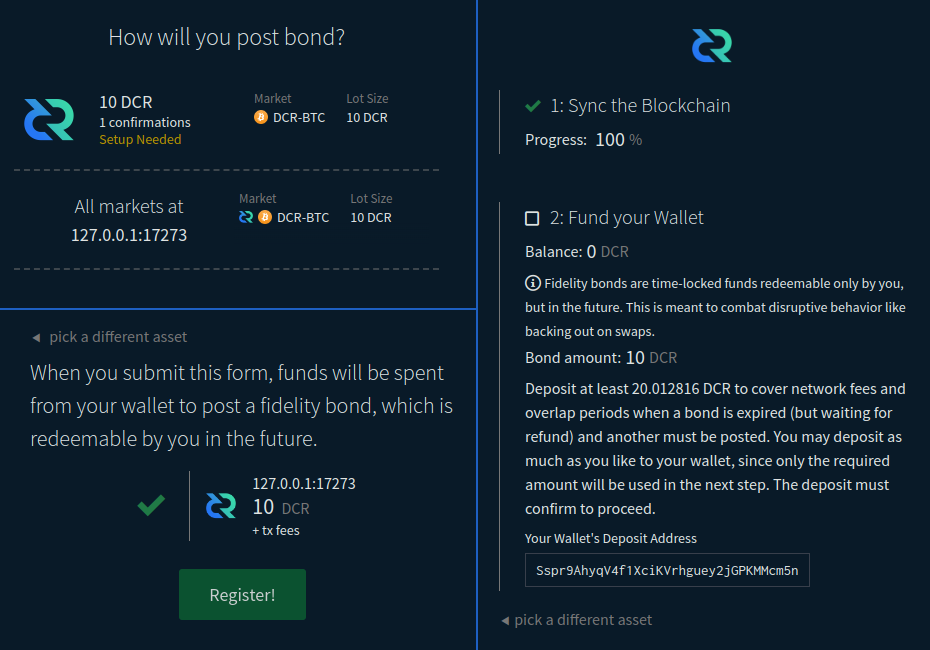 How will you post bond?
10 DCR
1 confirmations
Setup Needed
Market
DCR-BTC
Lot Size
10 DCR
All markets at
127.0.0.1:17273
Market
DCR-BTC
Lot Size
10 DCR
◄ pick a different asset
When you submit this form, funds will be spent
from your wallet to post a fidelity bond, which is
redeemable by you in the future.
127.0.0.1:17273
10 DCR
+ tx fees
Register!
1: Sync the Blockchain
Progress: 100 %
2: Fund your Wallet
Balance: 0 DCR
Fidelity bonds are time-locked funds redeemable only by you,
but in the future. This is meant to combat disruptive behavior like
backing out on swaps.
Bond amount: 10 DCR
Deposit at least 20.012816 DCR to cover network fees and
overlap periods when a bond is expired (but waiting for
refund) and another must be posted. You may deposit as
much as you like to your wallet, since only the required
amount will be used in the next step. The deposit must
confirm to proceed.
Your Wallet's Deposit Address
Sspr9AhyqV4f1XciKVrhguey2jGPKMMcm5n
◄ pick a different asset